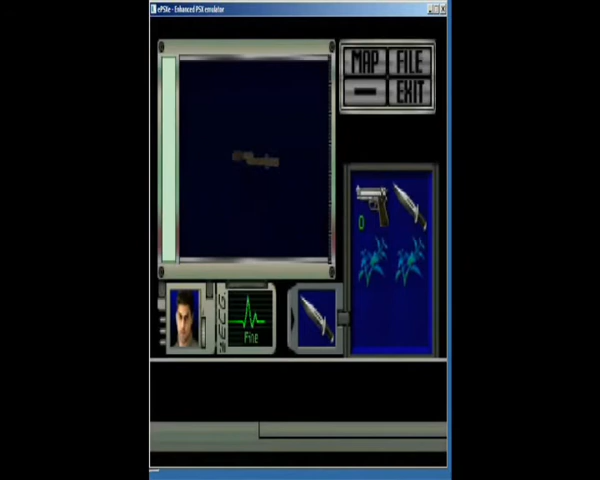 ePSXe - Enhanced PSX emulator
MAP FILE
EXIT
0
ECG
Fine